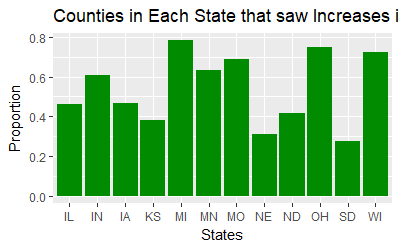 Counties in Each State that saw Increases i
0.8
0.6
0.4
0.2
0.0
Proportion
IL IN IA KS MI MN MO NE ND OH SD WI
States